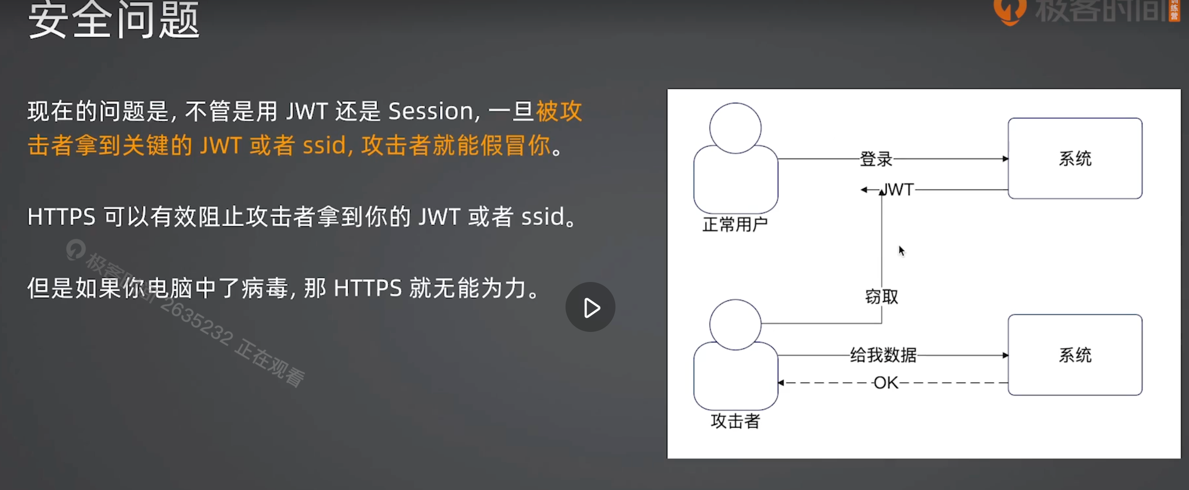 安全问题
极客时间
现在的问题是, 不管是用 JWT 还是 Session, 一旦被攻
击者拿到关键的 JWT 或者 ssid, 攻击者就能假冒你。
HTTPS 可以有效阻止攻击者拿到你的 JWT 或者 ssid。
但是如果你电脑中了病毒, 那 HTTPS 就无能为力。
2635232 正在观看
登录
系统
JWT
正常用户
窃取
给我数据
系统
OK
攻击者